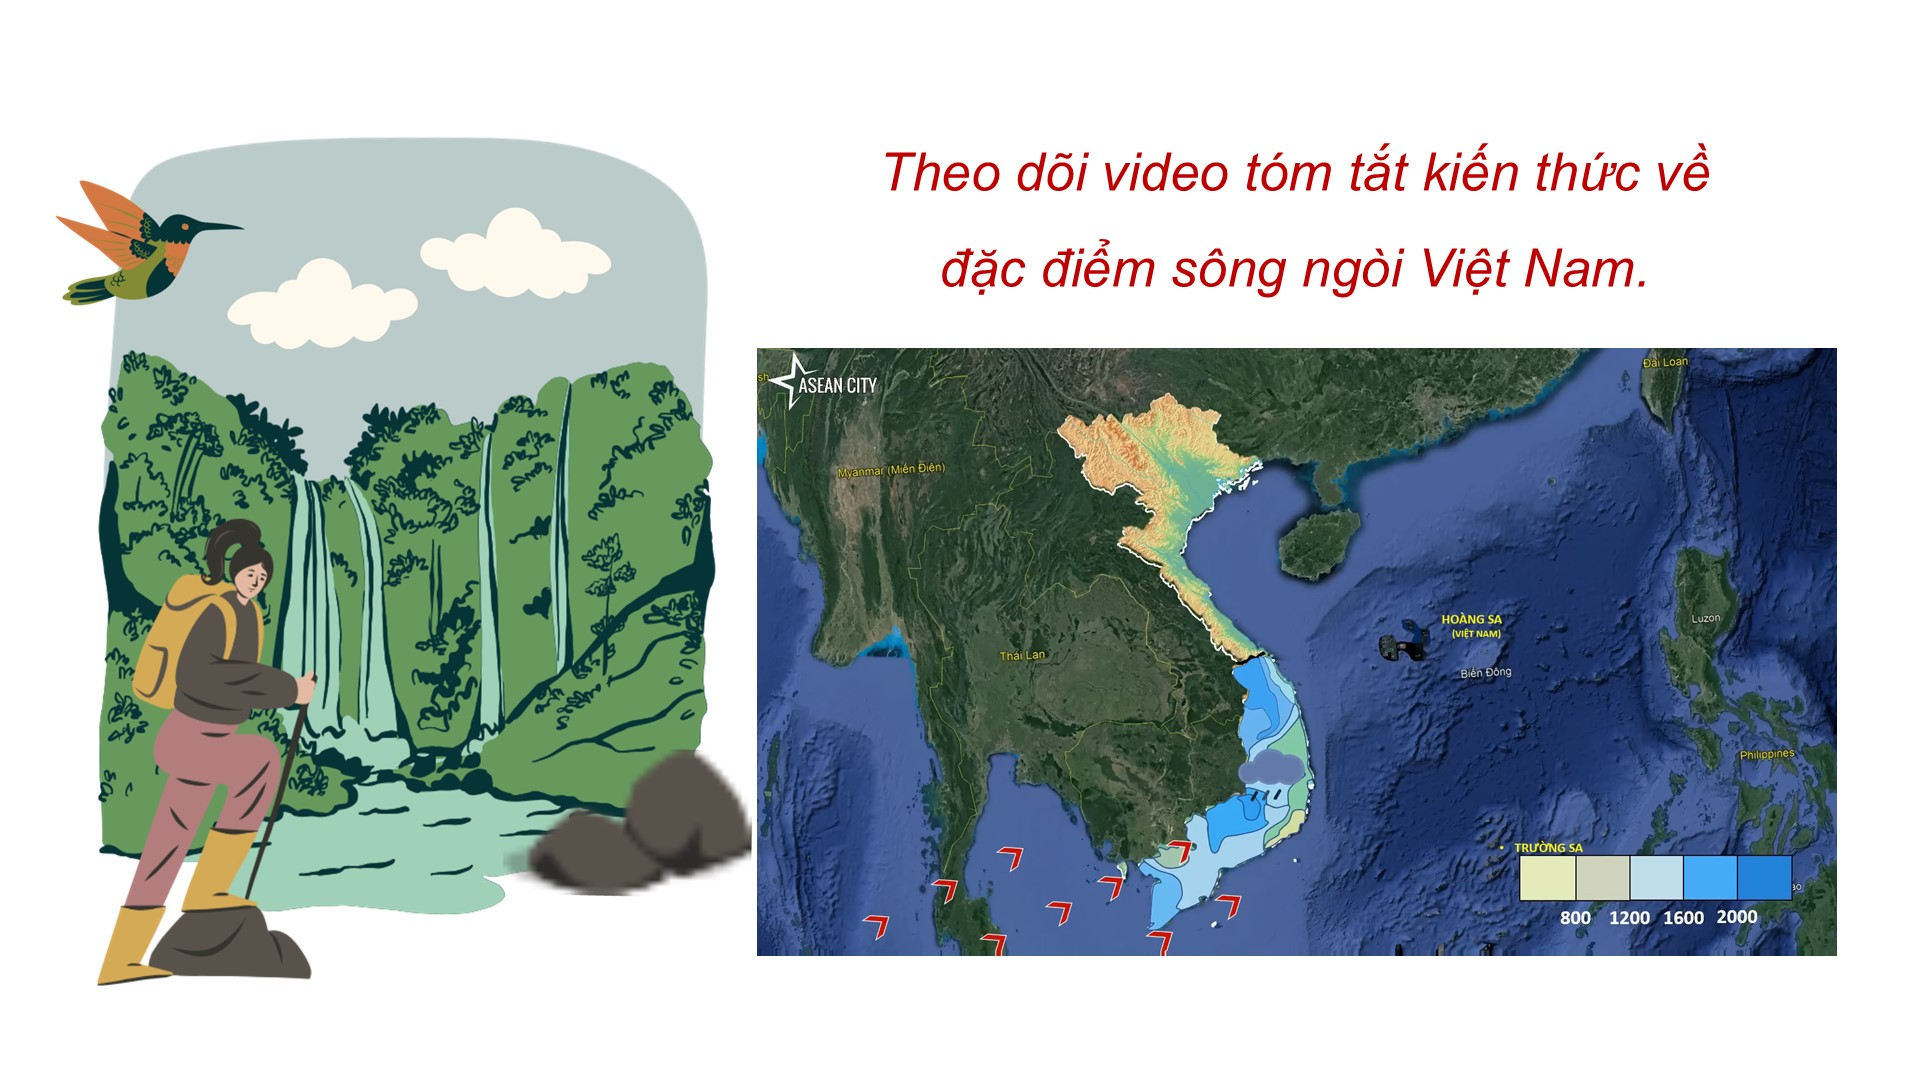 Theo dõi video tóm tắt kiến thức về
đặc điểm sông ngòi Việt Nam.
ASEAN CITY
Đài Loan
Myanmar (Miến Điện)
HOÀNG SA
(VIỆT NAM)
Luzon
Thái Lan
Biển Đông
Philippines
• TRƯỜNG SA
800 1200 1600 2000